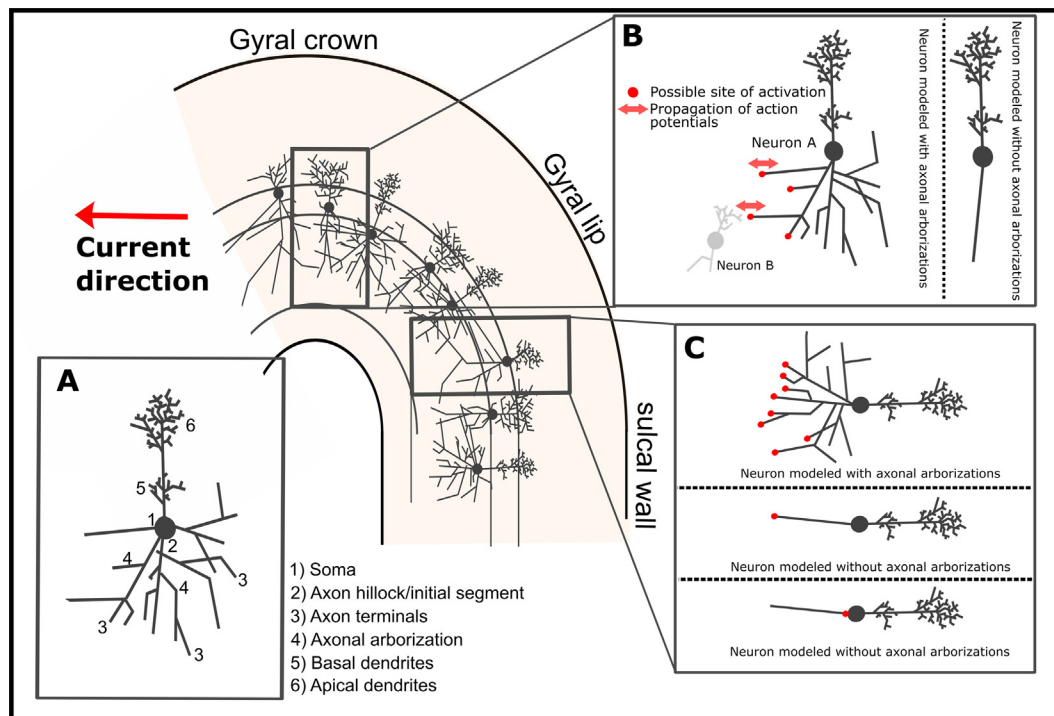 Gyral crown
Gyral lip
sulcal wall
Current
direction
A
6
5
1
2
4
4
3
3
3
1) Soma
2) Axon hillock/initial segment
3) Axon terminals
4) Axonal arborization
5) Basal dendrites
6) Apical dendrites
B
Possible site of activation
Propagation of action
potentials
Neuron A
Neuron B
Neuron modeled with axonal arborizations
Neuron modeled without axonal arborizations
C
Neuron modeled with axonal arborizations
Neuron modeled without axonal arborizations
Neuron modeled without axonal arborizations